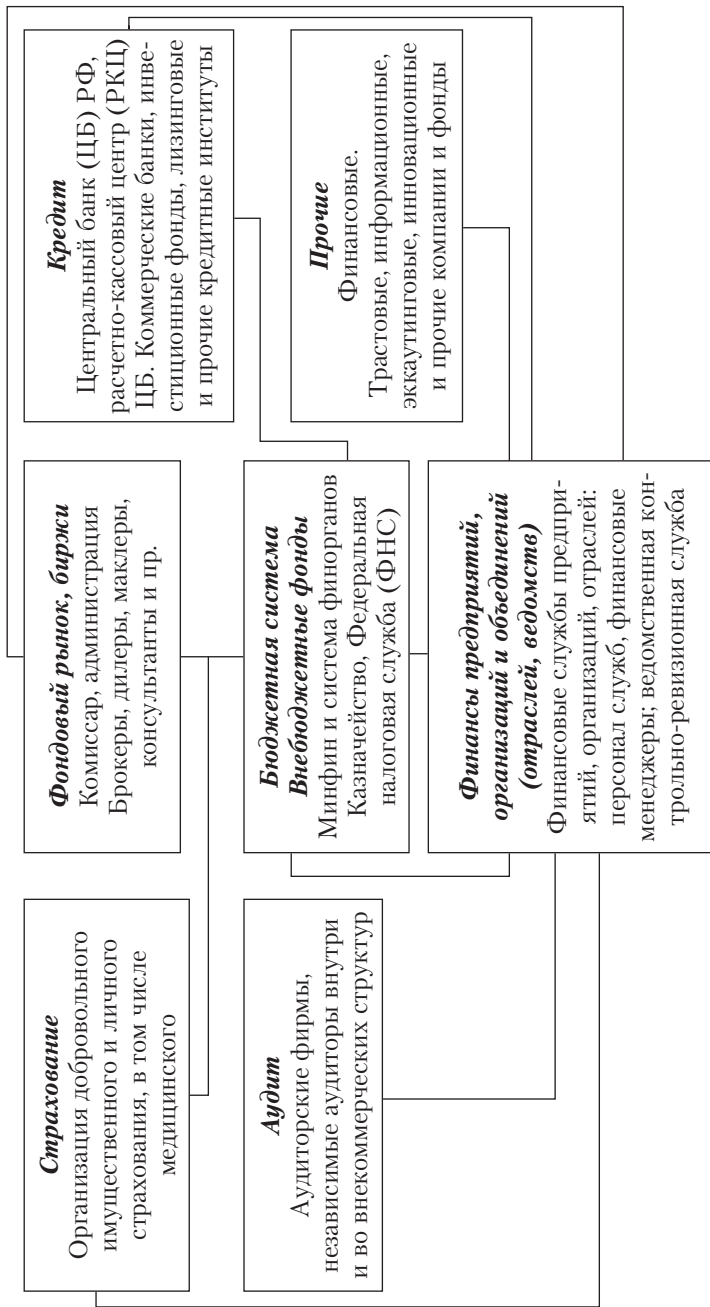 Страхование
Организация добровольного
имущественного и личного
страхования, в том числе
медицинского
Фондовый рынок, биржи
Комиссар, администрация
Брокеры, дилеры, маклеры,
консультанты и пр.
Кредит
Центральный банк (ЦБ) РФ,
расчетно-кассовый центр (РКЦ)
ЦБ. Коммерческие банки, инве-
стиционные фонды, лизинговые
и прочие кредитные институты
Аудит
Аудиторские фирмы,
независимые аудиторы внутри
и во внекоммерческих структур
Бюджетная система
Внебюджетные фонды
Минфин и система финорганов
Казначейство, Федеральная
налоговая служба (ФНС)
Прочие
Финансовые.
Трастовые, информационные,
эккаутинговые, инновационные
и прочие компании и фонды
Финансы предприятий,
организаций и объединений
(отраслей, ведомств)
Финансовые службы предпри-
ятий, организаций, отраслей:
персонал служб, финансовые
менеджеры; ведомственная кон-
трольно-ревизионная служба